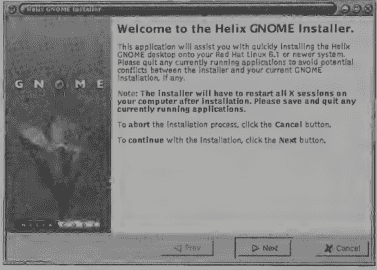 Helix GNOME Installer
Welcome to the Helix GNOME Installer.
This application will assist you with quickly installing the Helix
GNOME desktop onto your Red Hat Linux 6.1 or newer system.
Please quit any currently running applications to avoid potential
conflicts between the installer and your current GNOME
installation, if any.
Note: The installer will have to restart all X sessions on
your computer after installation. Please save and quit any
currently running applications.
To abort the installation process, click the Cancel button.
To continue with the installation, click the Next button.
GNOME
HELIX CODE
Prev
Next
Cancel